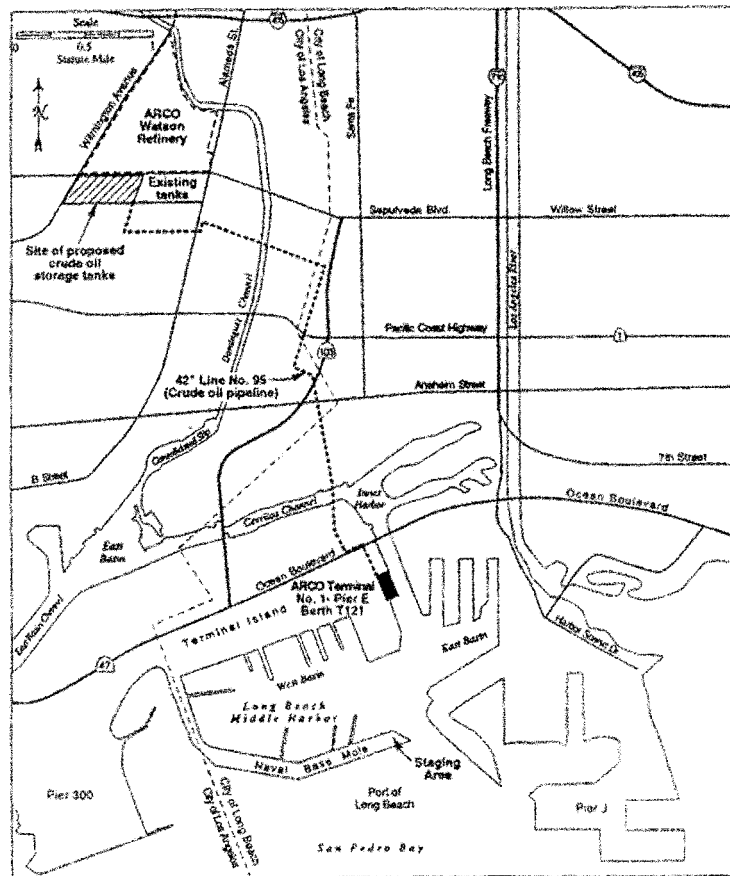 Scale
0 0.5 1
Statute Mile
N
Wilmington Avenue
Alameda St.
405
City of Long Beach
City of Los Angeles
Santa Fe
Long Beach Freeway
710
405
ARCO
Watson
Refinery
Existing
tanks
Site of proposed
crude oil
storage tanks
Sepulveda Blvd.
Willow Street
Los Angeles River
Dominguez Channel
Pacific Coast Highway
1
103
42" Line No. 95
(Crude oil pipeline)
Anaheim Street
B Street
Consolidated Slip
7th Street
Inner
Harbor
Cerritos Channel
Ocean Boulevard
East
Basin
Ocean Boulevard
ARCO Terminal
No. 1- Pier E
Berth T121
Terminal Island
East Basin Channel
47
East Basin
Harbor Scenic Dr.
West Basin
Long Beach
Middle Harbor
Naval Base Mole
Staging
Area
Pier 300
City of Long Beach
City of Los Angeles
Port of
Long Beach
Pier J
San Pedro Bay